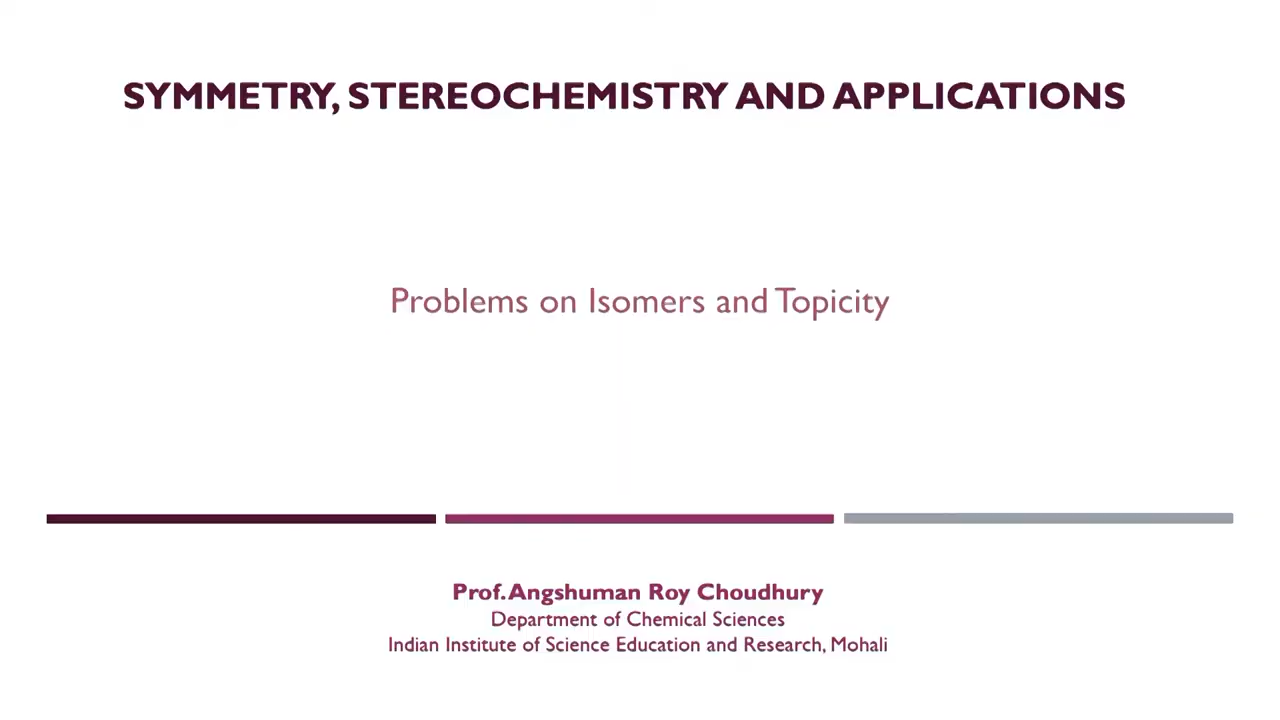 SYMMETRY, STEREOCHEMISTRY AND APPLICATIONS
Problems on Isomers and Topicity
Prof. Angshuman Roy Choudhury
Department of Chemical Sciences
Indian Institute of Science Education and Research, Mohali